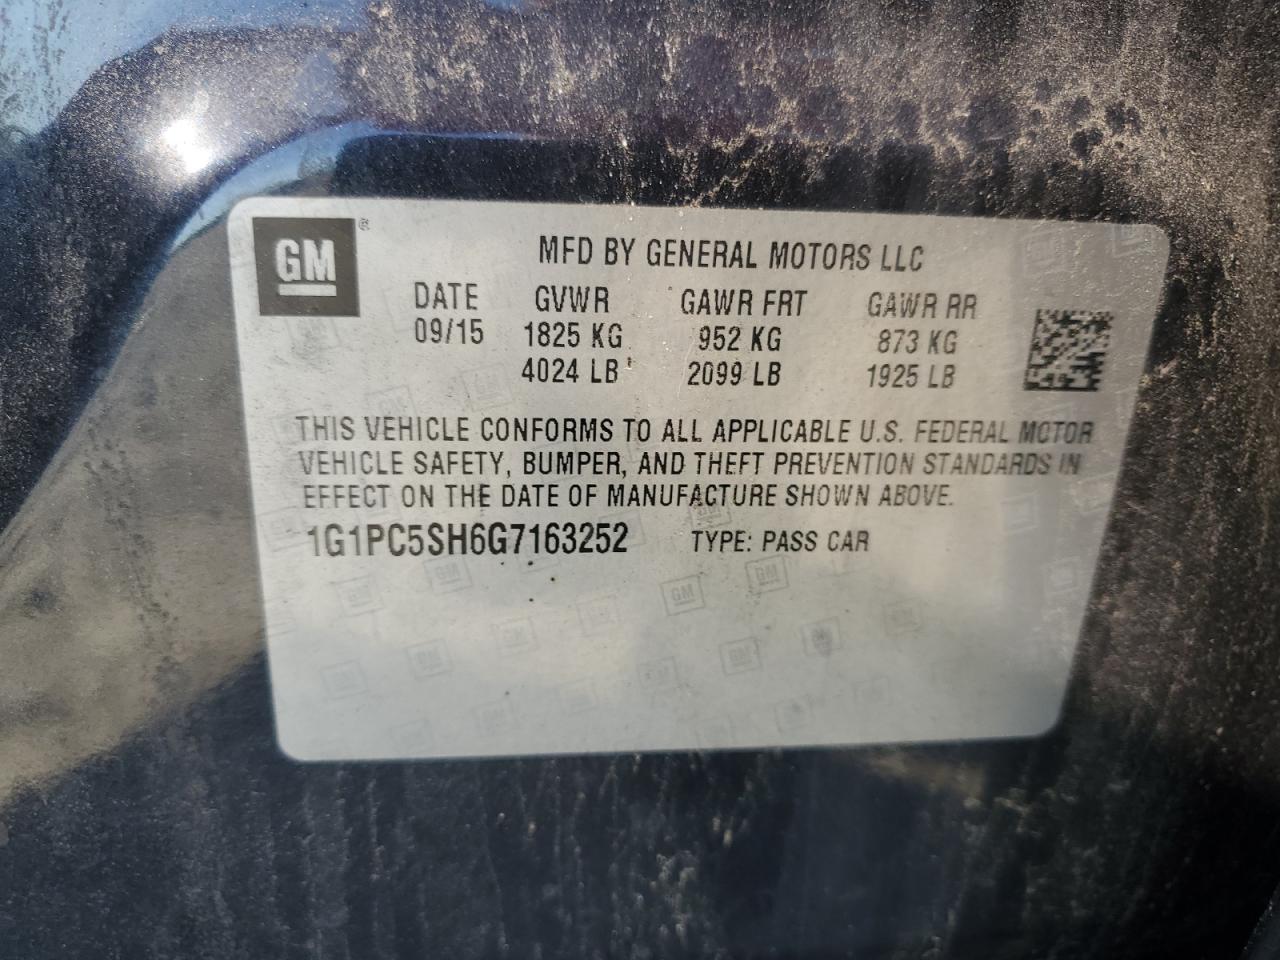 GM ®
MFD BY GENERAL MOTORS LLC
DATE GVWR GAWR FRT GAWR RR
09/15 1825 KG 952 KG 873 KG
4024 LB 2099 LB 1925 LB
THIS VEHICLE CONFORMS TO ALL APPLICABLE U.S. FEDERAL MOTOR
VEHICLE SAFETY, BUMPER, AND THEFT PREVENTION STANDARDS IN
EFFECT ON THE DATE OF MANUFACTURE SHOWN ABOVE.
1G1PC5SH6G7163252 TYPE: PASS CAR